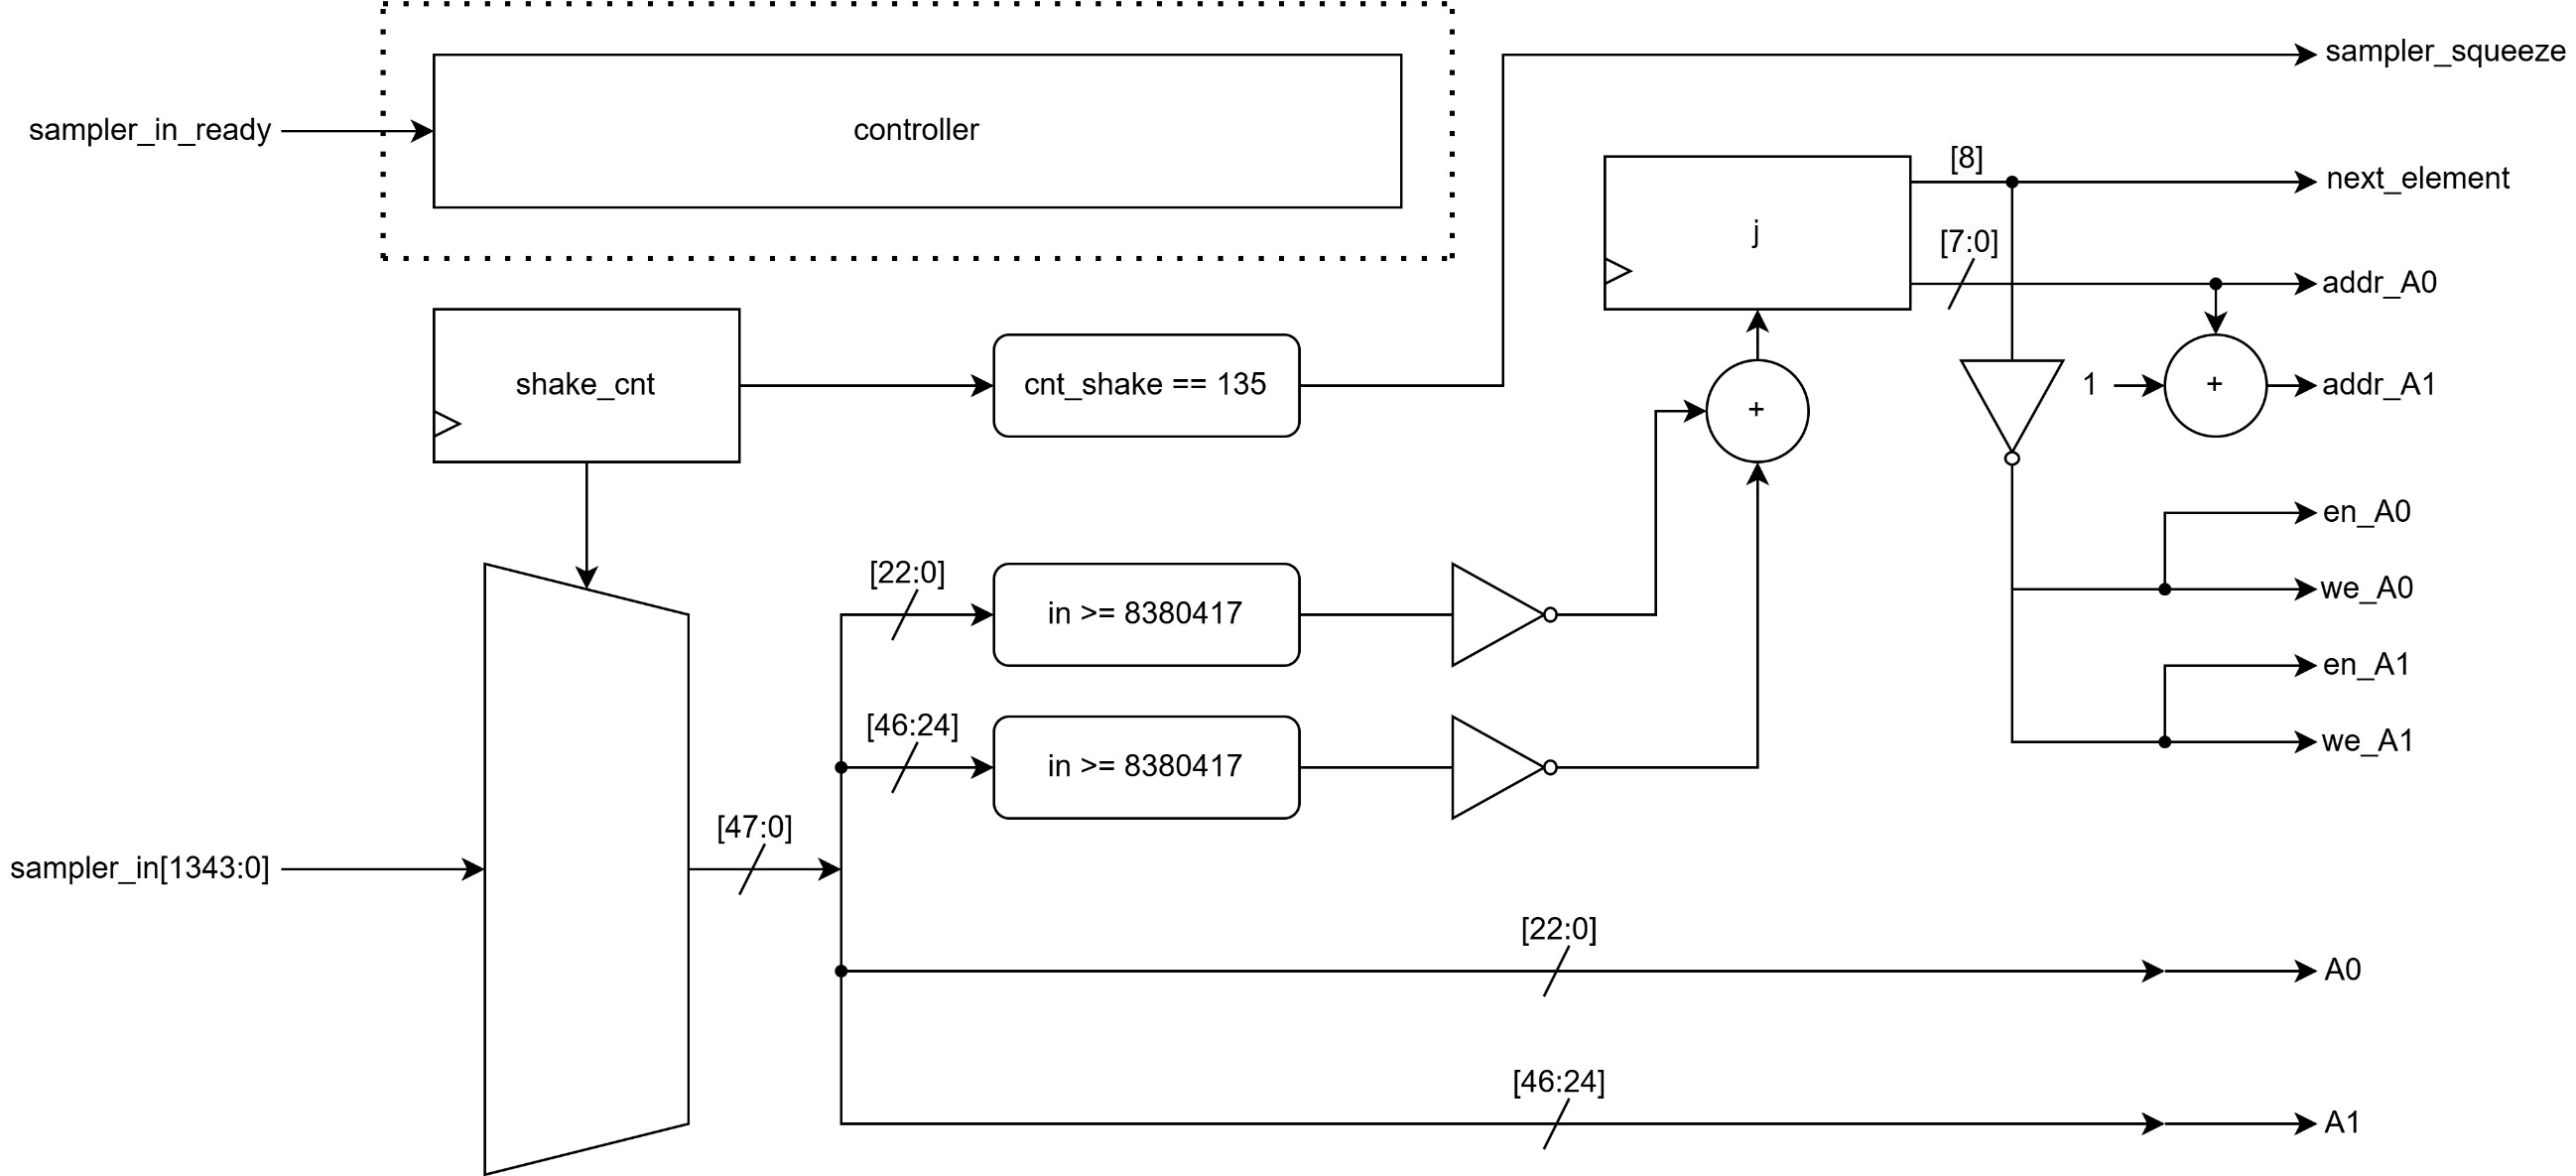 sampler_squeeze
sampler_in_ready
controller
[8]
next_element
j
[7:0]
addr_A0
shake_cnt
cnt_shake == 135
+
1
+
addr_A1
en_A0
[22:0]
in >= 8380417
we_A0
en_A1
[46:24]
in >= 8380417
we_A1
[47:0]
sampler_in[1343:0]
[22:0]
A0
[46:24]
A1